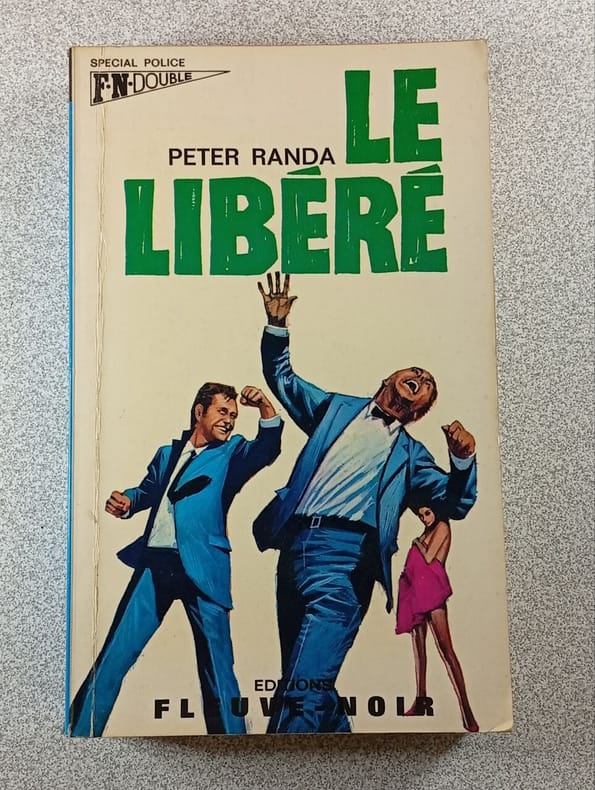 SPECIAL POLICE
F·N·DOUBLE
PETER RANDA
LE
LIBÉRÉ
EDITIONS
FLEUVE NOIR